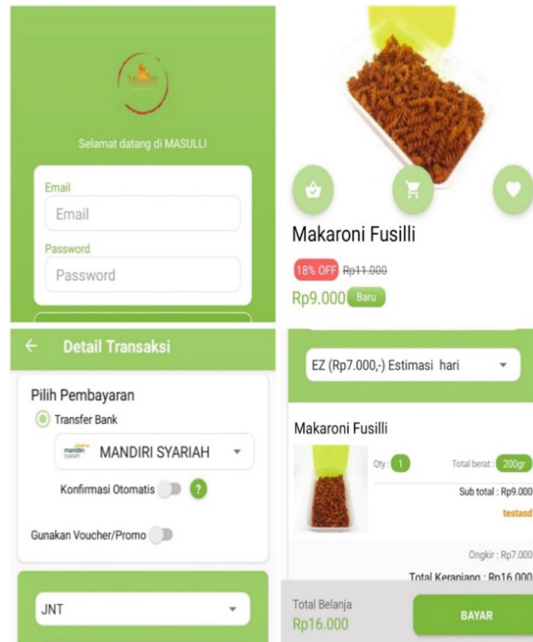 Selamat datang di MASULLI
Email
Email
Password
Password
Makaroni Fusilli
18% OFF Rp11.000
Rp9.000 Baru
Detail Transaksi
Pilih Pembayaran
Transfer Bank
MANDIRI SYARIAH
Konfirmasi Otomatis ?
Gunakan Voucher/Promo
JNT
EZ (Rp7.000,-) Estimasi hari
Makaroni Fusilli
Qty : 1 Total berat : 200gr
Sub total : Rp9.000
testasd
Ongkir : Rp7.000
Total Keranjang : Rp16.000
Total Belanja
Rp16.000
BAYAR